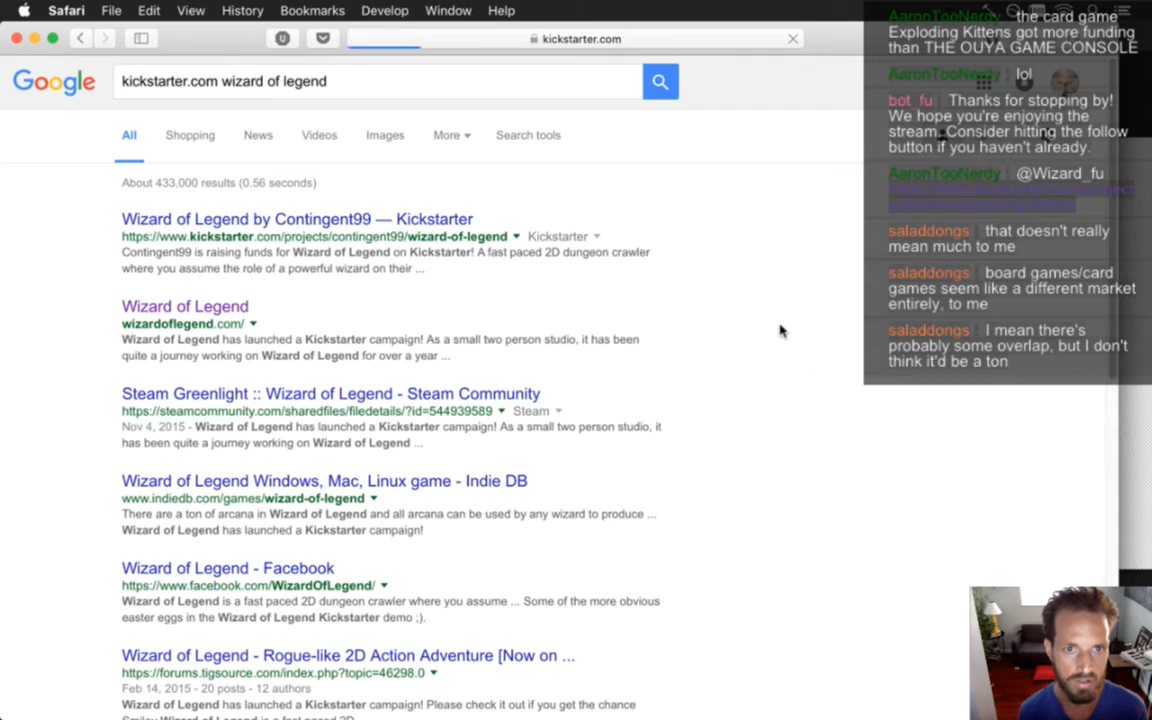 Safari File Edit View History Bookmarks Develop Window Help
kickstarter.com
Google
kickstarter.com wizard of legend
All Shopping News Videos Images More Search tools
About 433,000 results (0.56 seconds)
Wizard of Legend by Contingent99 — Kickstarter
https://www.kickstarter.com/projects/contingent99/wizard-of-legend Kickstarter
Contingent99 is raising funds for Wizard of Legend on Kickstarter! A fast paced 2D dungeon crawler
where you assume the role of a powerful wizard on their ...
Wizard of Legend
wizardoflegend.com/
Wizard of Legend has launched a Kickstarter campaign! As a small two person studio, it has been
quite a journey working on Wizard of Legend for over a year ...
Steam Greenlight :: Wizard of Legend - Steam Community
https://steamcommunity.com/sharedfiles/filedetails/?id=544939589 Steam
Nov 4, 2015 - Wizard of Legend has launched a Kickstarter campaign! As a small two person studio, it
has been quite a journey working on Wizard of Legend ...
Wizard of Legend Windows, Mac, Linux game - Indie DB
www.indiedb.com/games/wizard-of-legend
There are a ton of arcana in Wizard of Legend and all arcana can be used by any wizard to produce ...
Wizard of Legend has launched a Kickstarter campaign!
Wizard of Legend - Facebook
https://www.facebook.com/WizardOfLegend/
Wizard of Legend is a fast paced 2D dungeon crawler where you assume ... Some of the more obvious
easter eggs in the Wizard of Legend Kickstarter demo ;).
Wizard of Legend - Rogue-like 2D Action Adventure [Now on ...
https://forums.tigsource.com/index.php?topic=46298.0
Feb 14, 2015 - 20 posts - 12 authors
Wizard of Legend has launched a Kickstarter campaign! Please check it out if you get the chance
Smiley Wizard of Legend is a fast paced 2D
AaronTooNerdy the card game
Exploding Kittens got more funding
than THE OUYA GAME CONSOLE
AaronTooNerdy lol
bot_fu Thanks for stopping by!
We hope you're enjoying the
stream. Consider hitting the follow
button if you haven't already.
AaronTooNerdy @Wizard_fu
saladdongs that doesn't really
mean much to me
saladdongs board games/card
games seem like a different market
entirely, to me
saladdongs I mean there's
probably some overlap, but I don't
think it'd be a ton